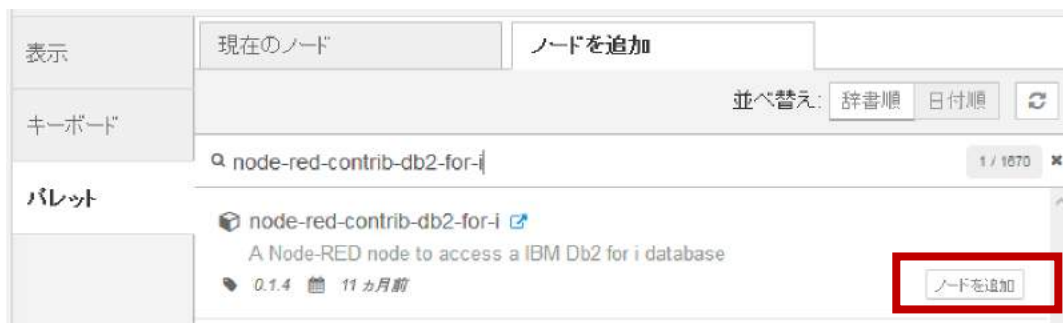 表示
キーボード
パレット
現在のノード
ノードを追加
並べ替え: 辞書順 日付順
node-red-contrib-db2-for-i
1 / 1670 ×
node-red-contrib-db2-for-i
A Node-RED node to access a IBM Db2 for i database
0.1.4 11 ヵ月前
ノードを追加